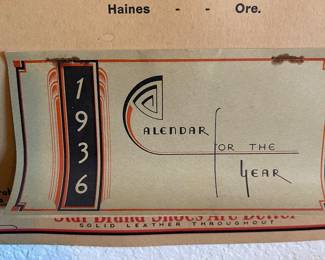 Haines - - Ore.
1936
CALENDAR
FOR THE
YEAR
Star Brand Shoes Are Better
SOLID LEATHER THROUGHOUT